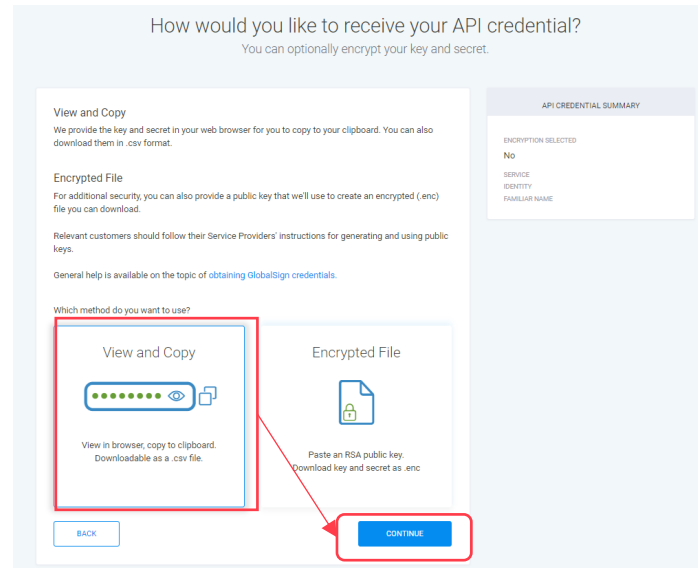 How would you like to receive your API credential?
You can optionally encrypt your key and secret.
View and Copy
We provide the key and secret in your web browser for you to copy to your clipboard. You can also
download them in .csv format.
Encrypted File
For additional security, you can also provide a public key that we'll use to create an encrypted (.enc)
file you can download.
Relevant customers should follow their Service Providers' instructions for generating and using public
keys.
General help is available on the topic of obtaining GlobalSign credentials.
Which method do you want to use?
View and Copy
View in browser, copy to clipboard.
Downloadable as a .csv file.
Encrypted File
Paste an RSA public key.
Download key and secret as .enc
BACK
CONTINUE
API CREDENTIAL SUMMARY
ENCRYPTION SELECTED
No
SERVICE
IDENTITY
FAMILIAR NAME